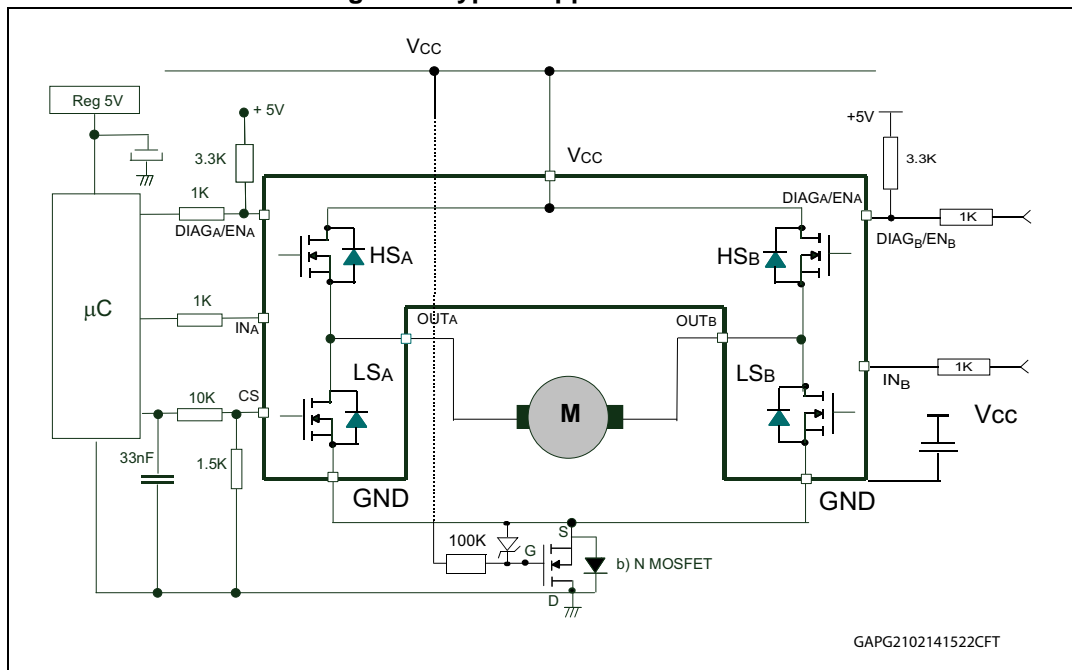 VCC
Reg 5V
+ 5V
+5V
3.3K
VCC
3.3K
1K
DIAGA/ENA
DIAGA/ENA
1K
DIAGB/ENB
HSA
HSB
µC
1K
INA
OUTA
OUTB
LSA
LSB
M
1K
INB
10K
CS
VCC
33nF
1.5K
GND
GND
100K
G
S
D
b) N MOSFET
GAPG2102141522CFT